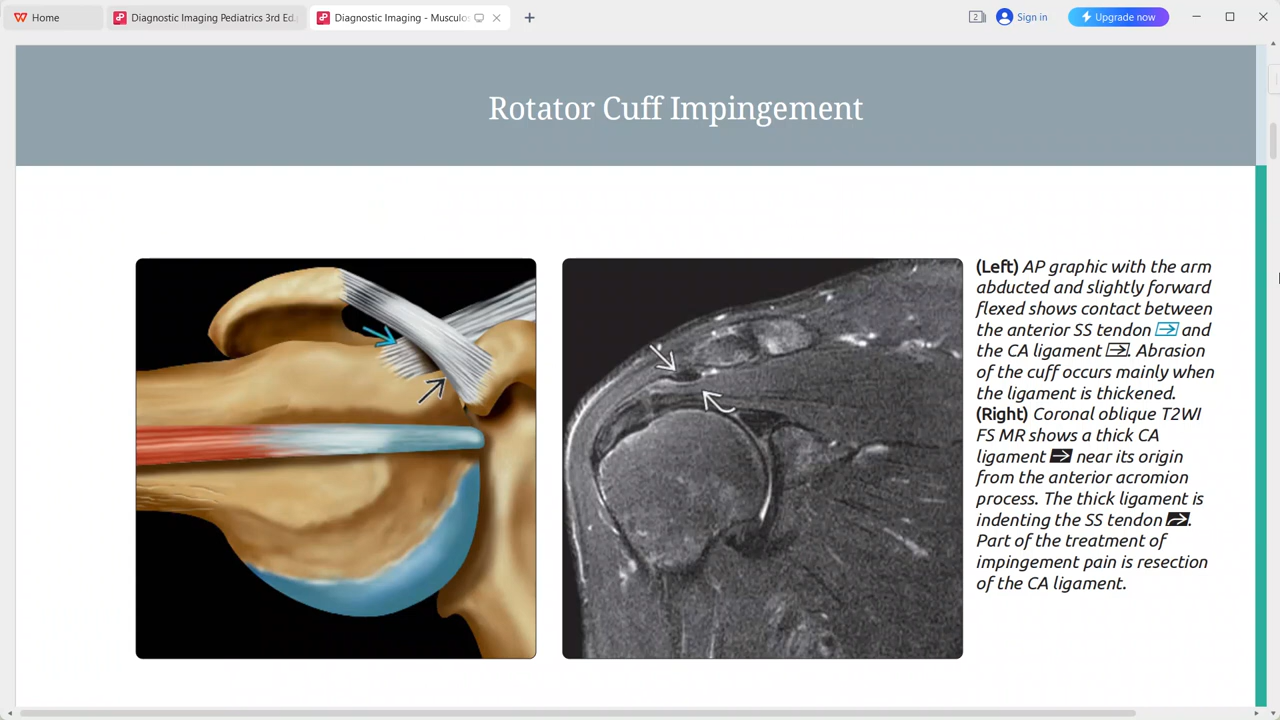 Home
Diagnostic Imaging Pediatrics 3rd Ed.
Diagnostic Imaging - Musculos
2
Sign in
Upgrade now
Rotator Cuff Impingement
(Left) AP graphic with the arm
abducted and slightly forward
flexed shows contact between
the anterior SS tendon and
the CA ligament . Abrasion
of the cuff occurs mainly when
the ligament is thickened.
(Right) Coronal oblique T2WI
FS MR shows a thick CA
ligament near its origin
from the anterior acromion
process. The thick ligament is
indenting the SS tendon .
Part of the treatment of
impingement pain is resection
of the CA ligament.